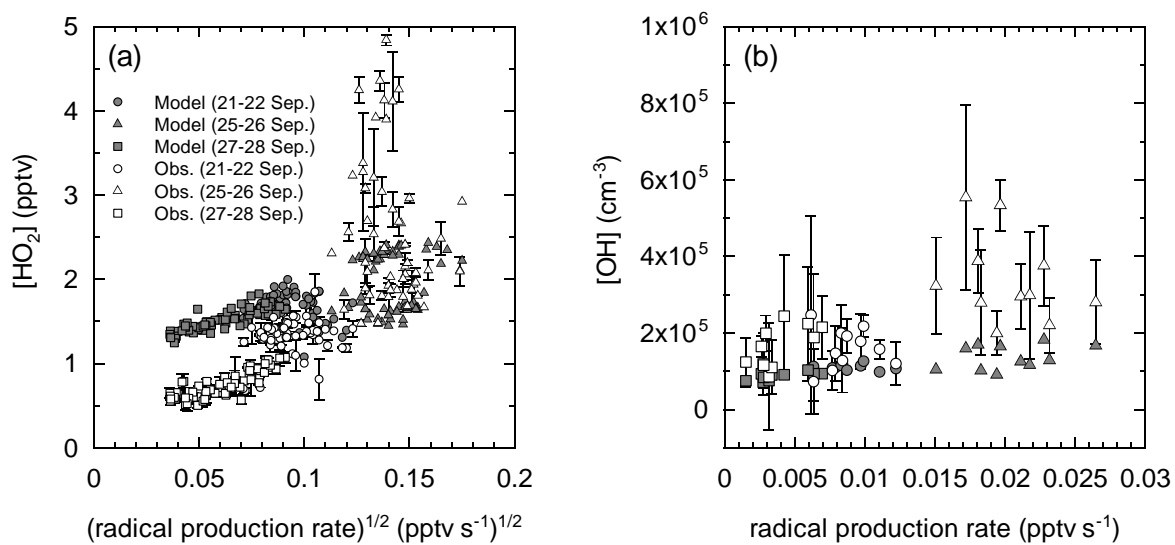 (a)
5
4
3
2
1
0
[HO2] (pptv)
Model (21-22 Sep.)
Model (25-26 Sep.)
Model (27-28 Sep.)
Obs. (21-22 Sep.)
Obs. (25-26 Sep.)
Obs. (27-28 Sep.)
0 0.05 0.1 0.15 0.2
(radical production rate)1/2 (pptv s-1)1/2
(b)
1x106
8x105
6x105
4x105
2x105
0
[OH] (cm-3)
0 0.005 0.01 0.015 0.02 0.025 0.03
radical production rate (pptv s-1)